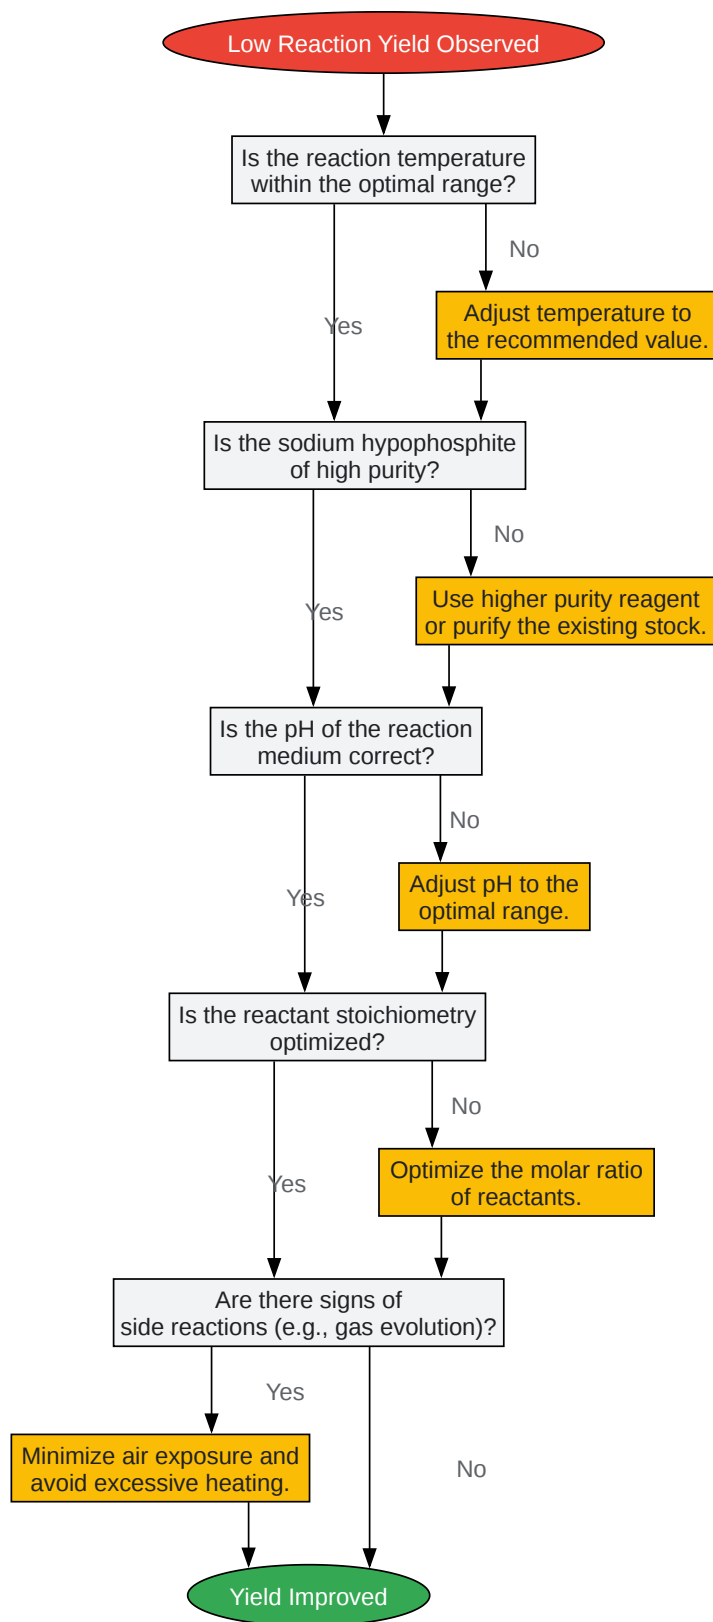 Low Reaction Yield Observed
Is the reaction temperature
within the optimal range?
No
Adjust temperature to
the recommended value.
Yes
Is the sodium hypophosphite
of high purity?
No
Use higher purity reagent
or purify the existing stock.
Yes
Is the pH of the reaction
medium correct?
No
Adjust pH to the
optimal range.
Yes
Is the reactant stoichiometry
optimized?
No
Optimize the molar ratio
of reactants.
Yes
Are there signs of
side reactions (e.g., gas evolution)?
Yes
Minimize air exposure and
avoid excessive heating.
No
Yield Improved